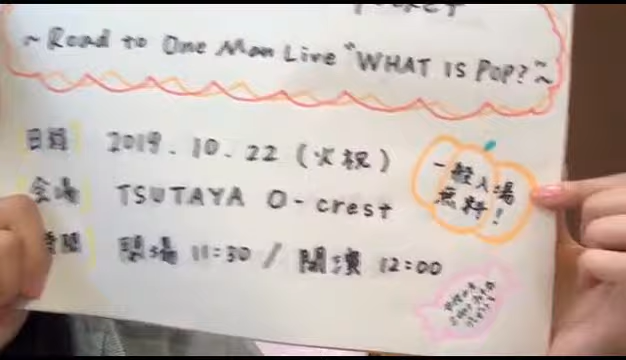 ~Road to One Man Live "WHAT IS POP?"~
日程 2019.10.22 (火祝)
会場 TSUTAYA O-crest
時間 開場 11:30 / 開演 12:00
一般入場
無料!